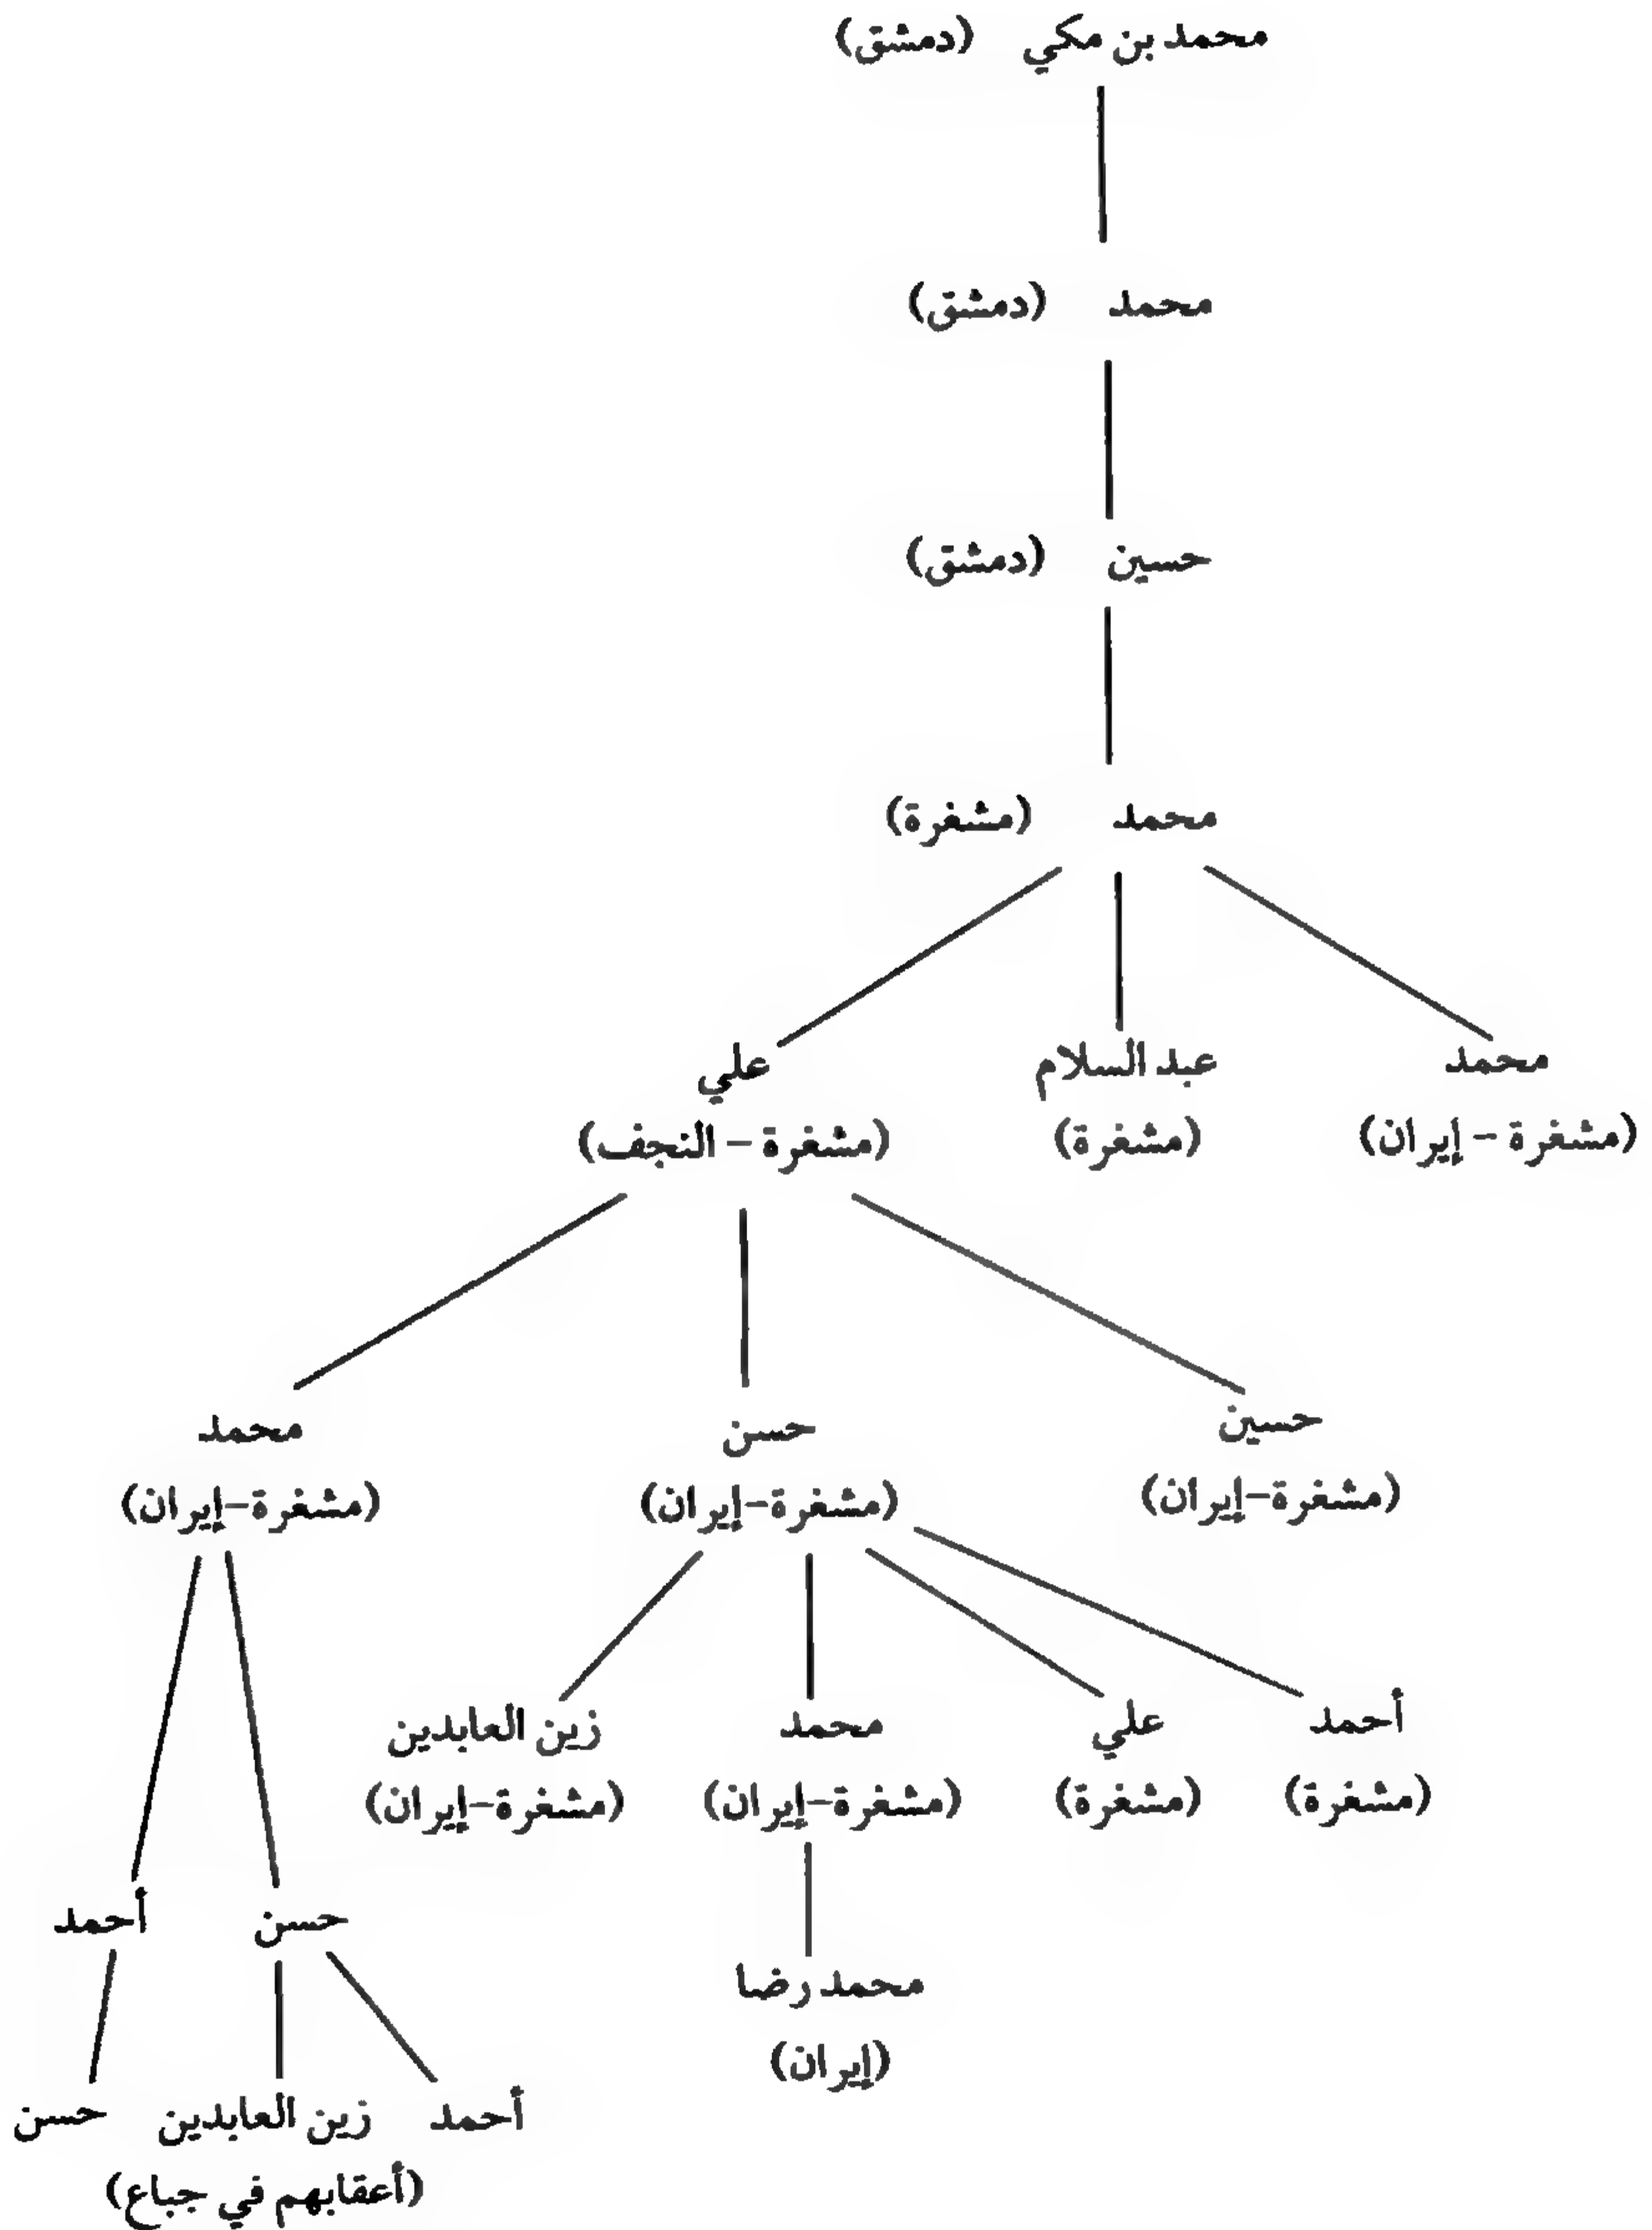 محمد بن مكي (دمشق)
محمد (دمشق)
حسين (دمشق)
محمد (مشغرة)
محمد
عبد السلام
علي
(مشغرة - إيران)
(مشغرة)
(مشغرة - النجف)
حسين
حسن
محمد
(مشغرة-إيران)
(مشغرة-إيران)
(مشغرة-إيران)
أحمد
علي
محمد
زين العابدين
(مشغرة)
(مشغرة)
(مشغرة-إيران)
(مشغرة-إيران)
حسن
أحمد
محمد رضا
(إيران)
أحمد
زين العابدين
حسن
(أعقابهم في جباع)